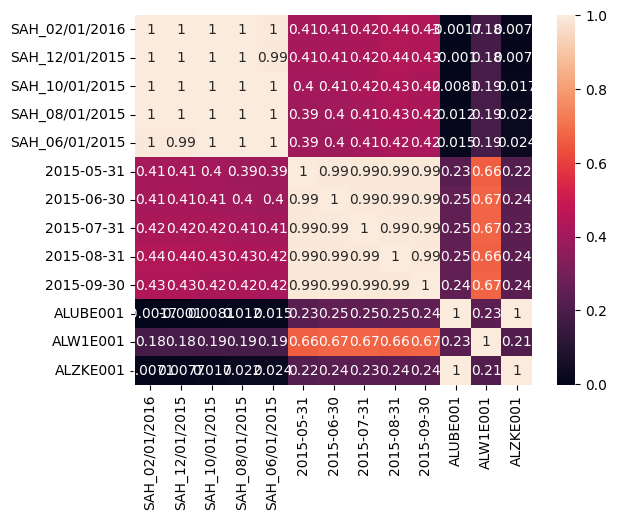 SAH_02/01/2016 1 1 1 1 1 0.41 0.41 0.42 0.44 0.43 0.18
SAH_12/01/2015 1 1 1 1 0.99 0.41 0.41 0.42 0.44 0.43 0.18
SAH_10/01/2015 1 1 1 1 1 0.4 0.41 0.42 0.43 0.42 0.0081 0.19 0.017
SAH_08/01/2015 1 1 1 1 1 0.39 0.4 0.41 0.43 0.42 0.012 0.19 0.022
SAH_06/01/2015 1 0.99 1 1 1 0.39 0.4 0.41 0.42 0.42 0.015 0.19 0.024
2015-05-31 0.41 0.41 0.4 0.39 0.39 1 0.99 0.99 0.99 0.99 0.23 0.66 0.22
2015-06-30 0.41 0.41 0.41 0.4 0.4 0.99 1 0.99 0.99 0.99 0.25 0.67 0.24
2015-07-31 0.42 0.42 0.42 0.41 0.41 0.99 0.99 1 0.99 0.99 0.25 0.67 0.23
2015-08-31 0.44 0.44 0.43 0.43 0.42 0.99 0.99 0.99 1 0.99 0.25 0.66 0.24
2015-09-30 0.43 0.43 0.42 0.42 0.42 0.99 0.99 0.99 0.99 1 0.24 0.67 0.24
ALUBE001 0.0081 0.012 0.015 0.23 0.25 0.25 0.25 0.24 1 0.23 1
ALW1E001 0.18 0.18 0.19 0.19 0.19 0.66 0.67 0.67 0.66 0.67 0.23 1 0.21
ALZKE001 0.0071 0.0077 0.017 0.022 0.024 0.22 0.24 0.23 0.24 0.24 1 0.21 1
SAH_02/01/2016
SAH_12/01/2015
SAH_10/01/2015
SAH_08/01/2015
SAH_06/01/2015
2015-05-31
2015-06-30
2015-07-31
2015-08-31
2015-09-30
ALUBE001
ALW1E001
ALZKE001
1.0
0.8
0.6
0.4
0.2
0.0